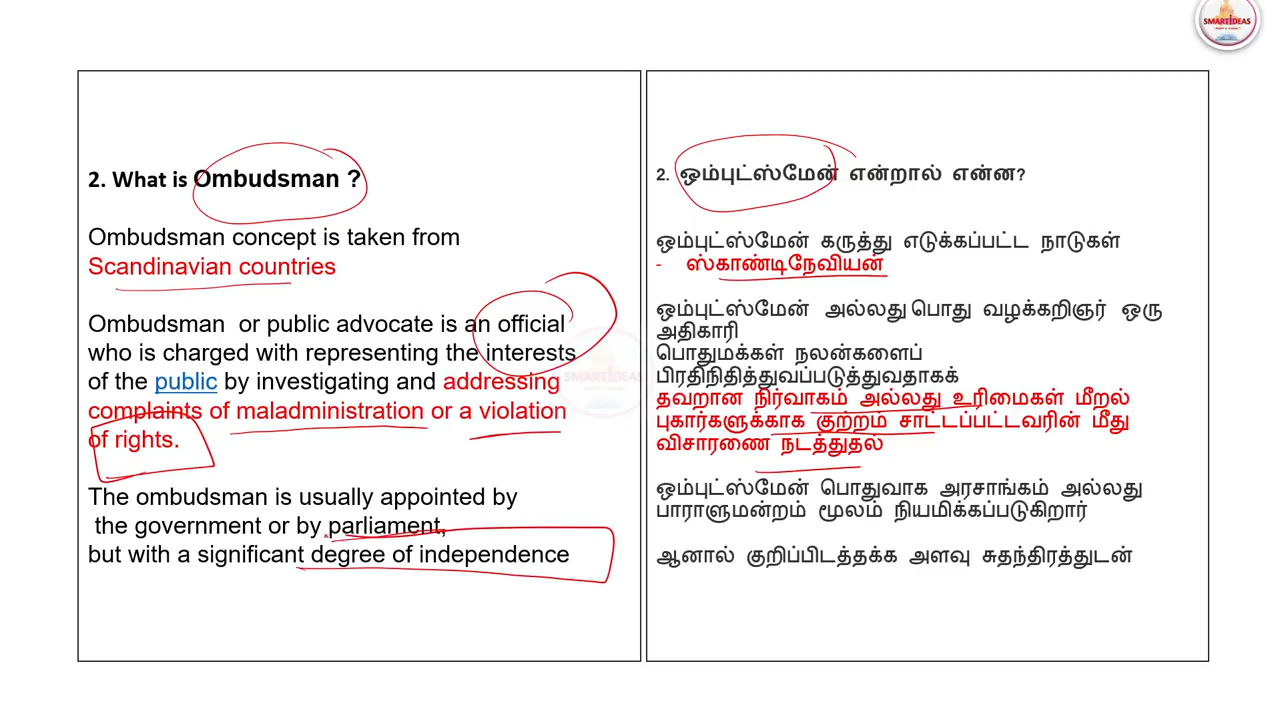 SMARTIDEAS
2. What is Ombudsman ?
Ombudsman concept is taken from
Scandinavian countries
Ombudsman or public advocate is an official
who is charged with representing the interests
of the public by investigating and addressing
complaints of maladministration or a violation
of rights.
The ombudsman is usually appointed by
the government or by parliament,
but with a significant degree of independence
2. ஒம்புட்ஸ்மேன் என்றால் என்ன?
ஒம்புட்ஸ்மேன் கருத்து எடுக்கப்பட்ட நாடுகள்
- ஸ்காண்டிநேவியன்
ஒம்புட்ஸ்மேன் அல்லது பொது வழக்கறிஞர் ஒரு
அதிகாரி
பொதுமக்கள் நலன்களைப்
பிரதிநிதித்துவப்படுத்துவதாகக்
தவறான நிர்வாகம் அல்லது உரிமைகள் மீறல்
புகார்களுக்காக குற்றம் சாட்டப்பட்டவரின் மீது
விசாரணை நடத்துதல்
ஒம்புட்ஸ்மேன் பொதுவாக அரசாங்கம் அல்லது
பாராளுமன்றம் மூலம் நியமிக்கப்படுகிறார்
ஆனால் குறிப்பிடத்தக்க அளவு சுதந்திரத்துடன்
SMARTIDEAS